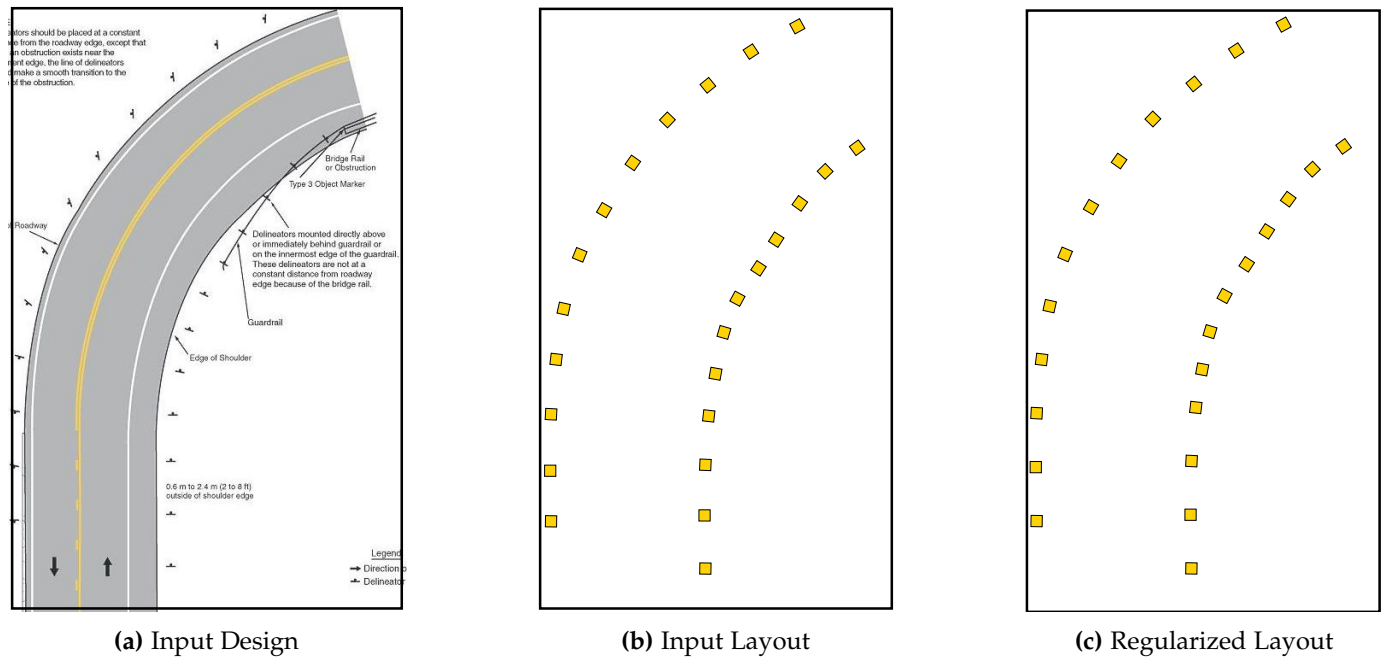 ators should be placed at a constant
ce from the roadway edge, except that
an obstruction exists near the
ent edge, the line of delineators
make a smooth transition to the
of the obstruction.
Bridge Rail
or Obstruction
Type 3 Object Marker
Roadway
Delineators mounted directly above
or immediately behind guardrail or
on the innermost edge of the guardrail.
These delineators are not at a
constant distance from roadway
edge because of the bridge rail.
Guardrail
Edge of Shoulder
0.6 m to 2.4 m (2 to 8 ft)
outside of shoulder edge
Legend
Direction o
Delineator
(a) Input Design
(b) Input Layout
(c) Regularized Layout